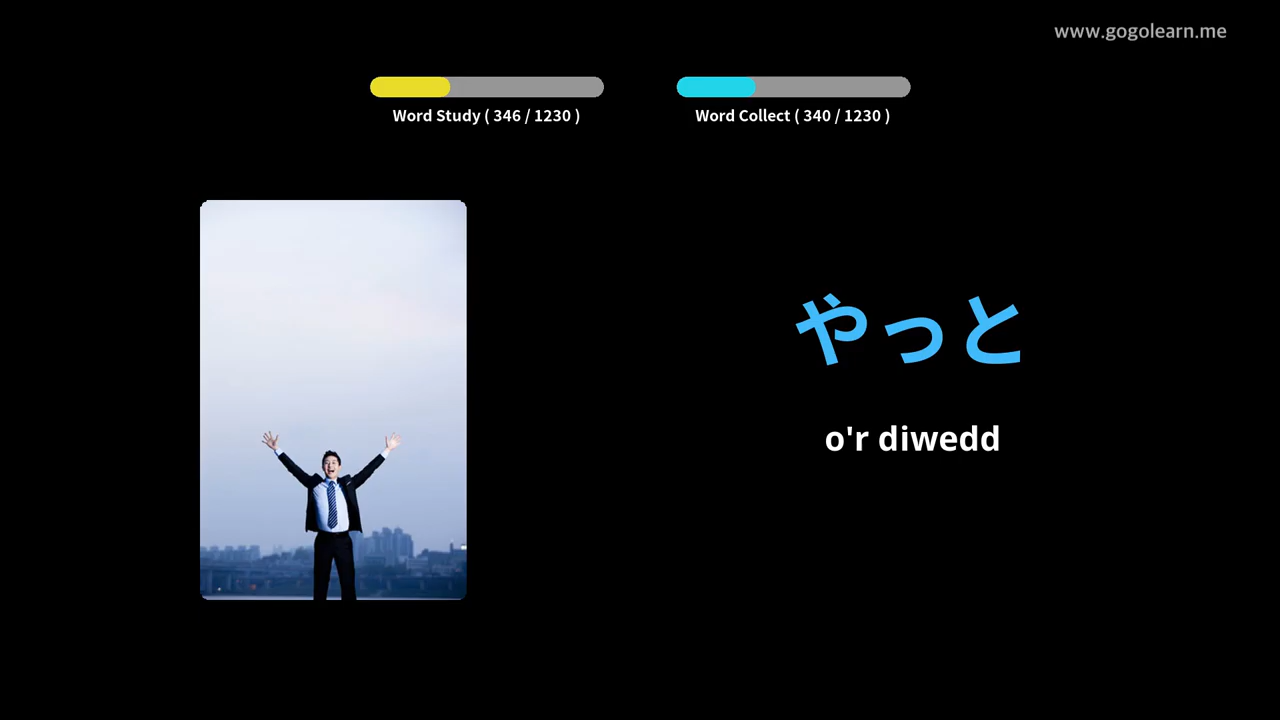 www.gogolearn.me
Word Study ( 346 / 1230 )
Word Collect ( 340 / 1230 )
やっと
o'r diwedd